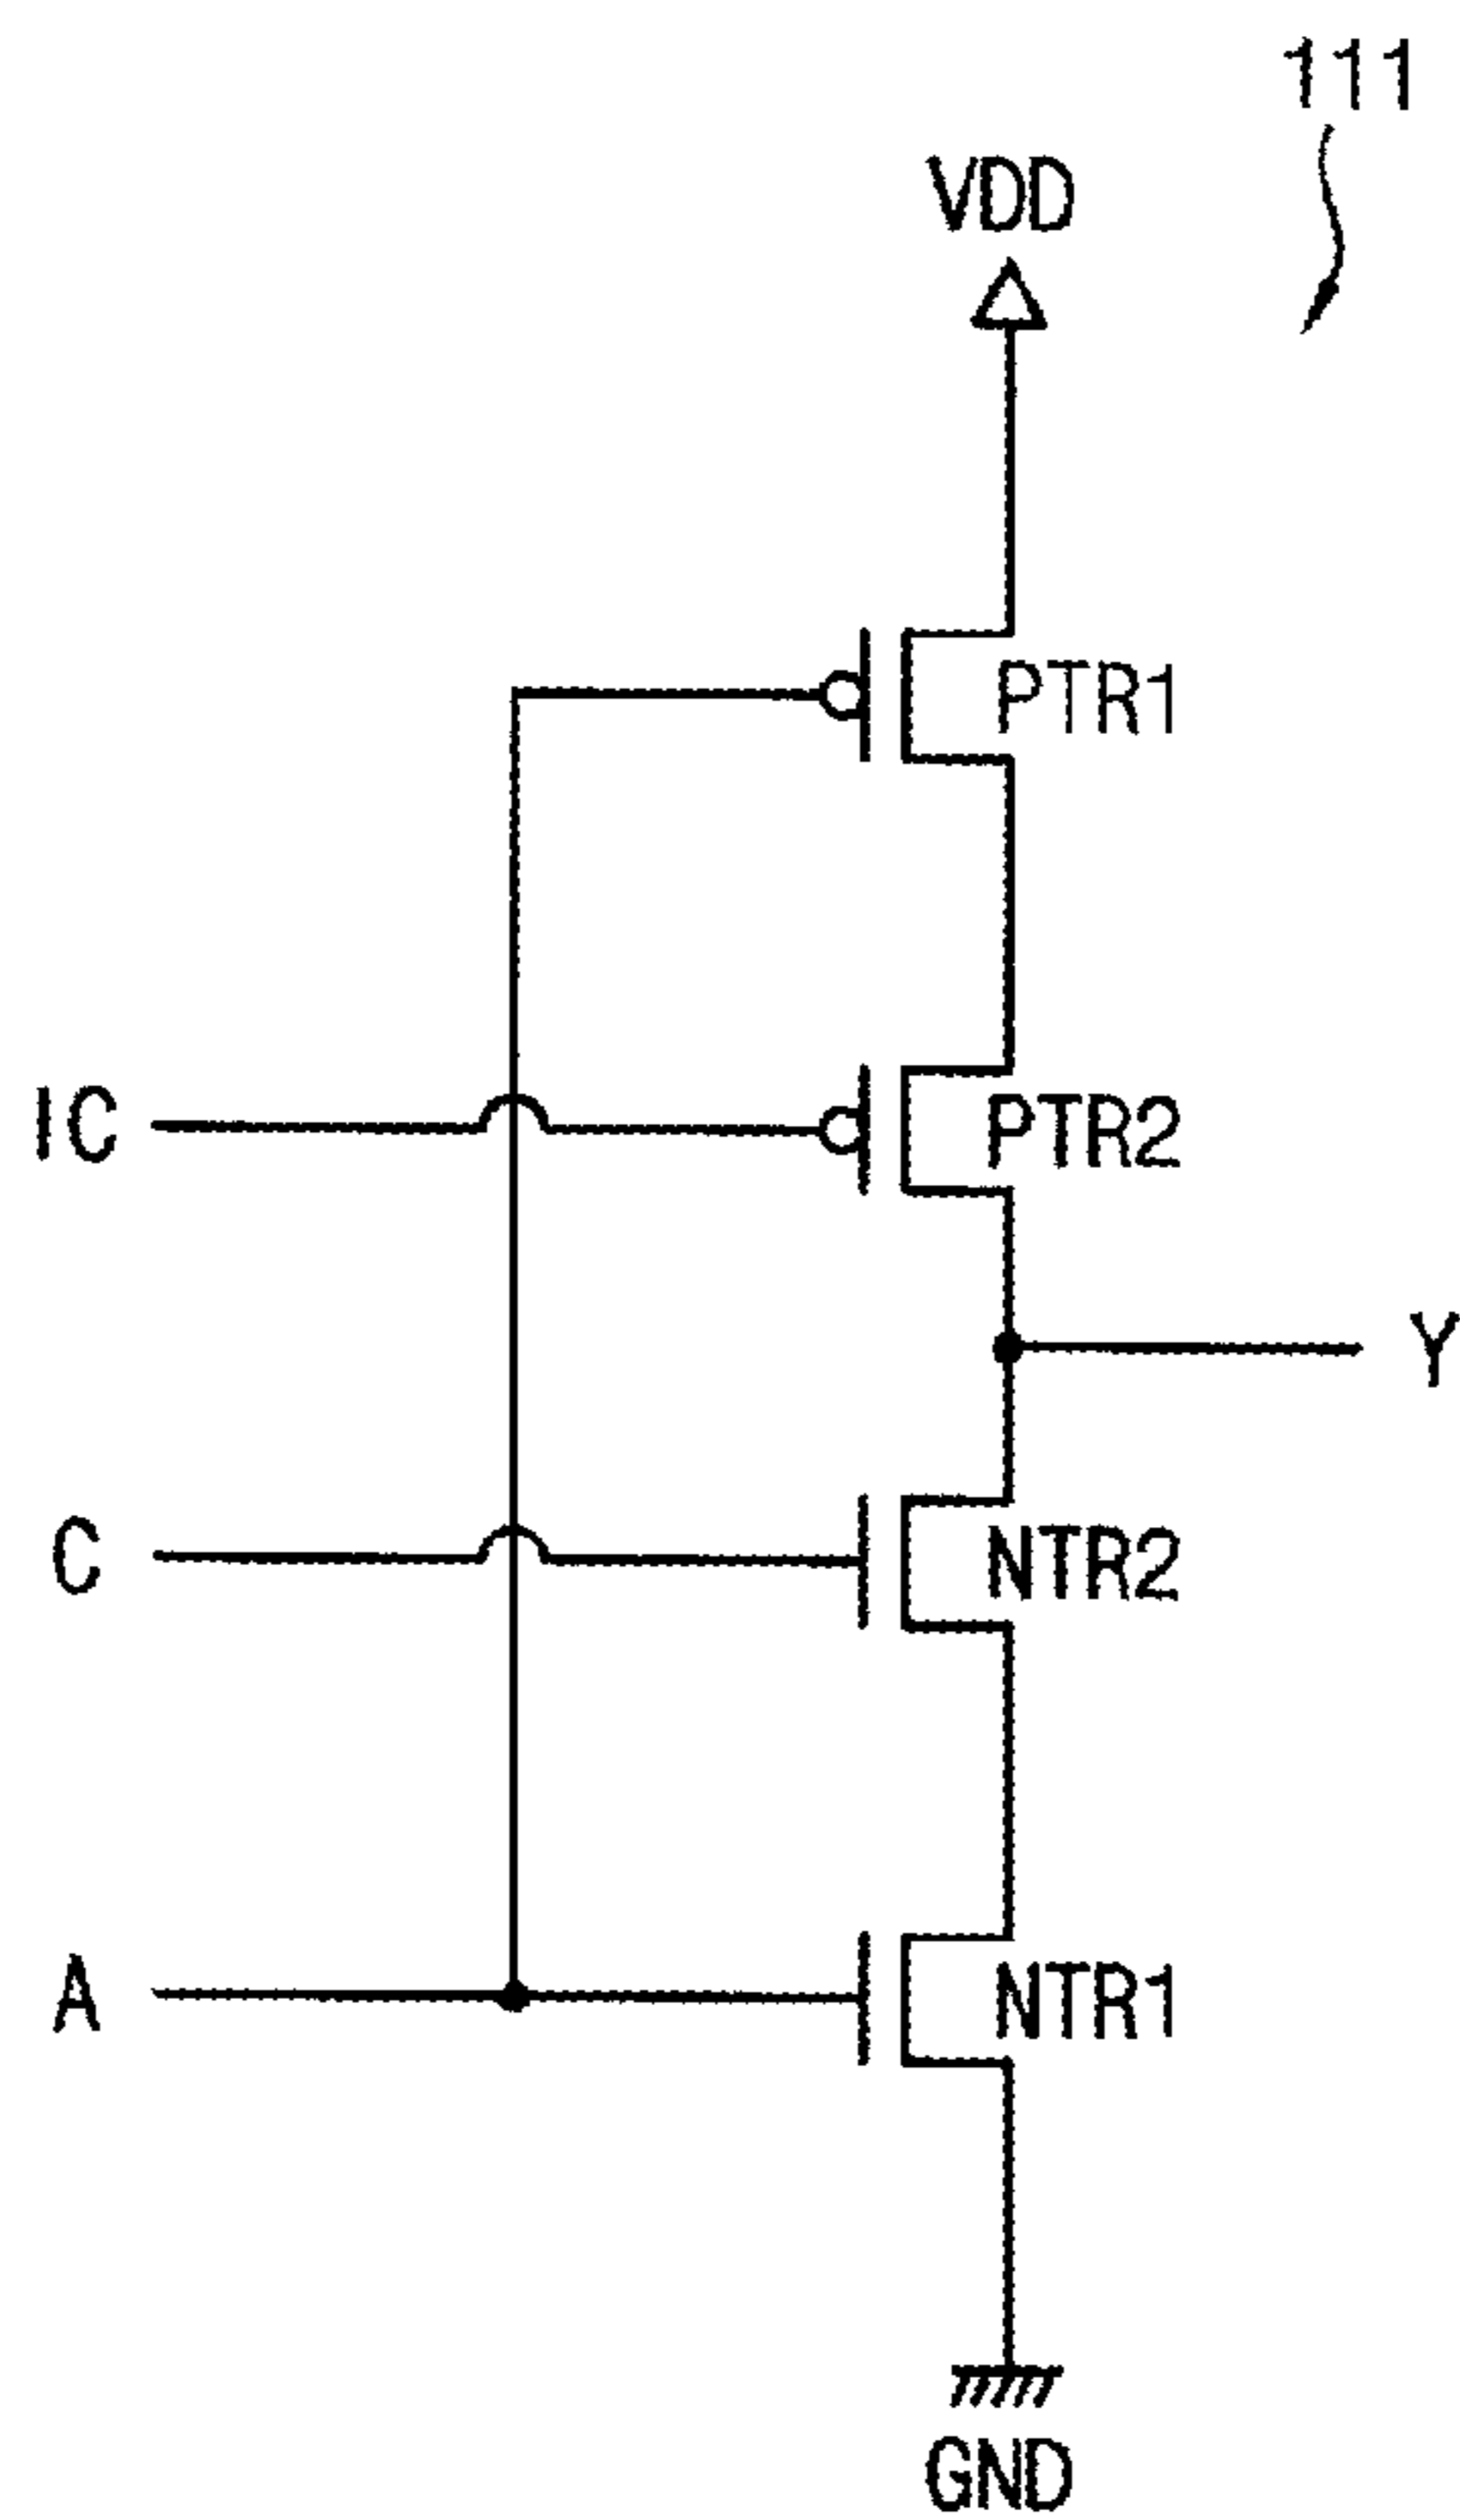 111
VDD
PTR1
IC
PTR2
Y
C
NTR2
A
NTR1
GND